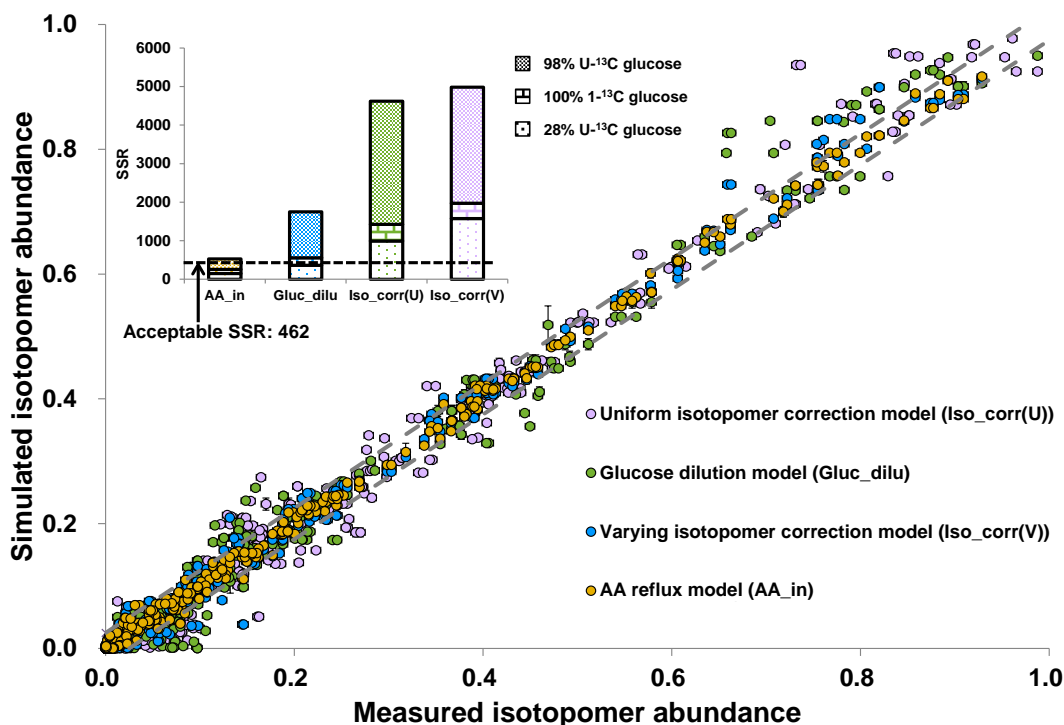 1.0
0.8
0.6
0.4
0.2
0.0
Simulated isotopomer abundance
6000
5000
4000
3000
2000
1000
0
SSR
98% U-¹³C glucose
100% 1-¹³C glucose
28% U-¹³C glucose
AA_in Gluc_dilu Iso_corr(U) Iso_corr(V)
Acceptable SSR: 462
Uniform isotopomer correction model (Iso_corr(U))
Glucose dilution model (Gluc_dilu)
Varying isotopomer correction model (Iso_corr(V))
AA reflux model (AA_in)
0.0 0.2 0.4 0.6 0.8 1.0
Measured isotopomer abundance